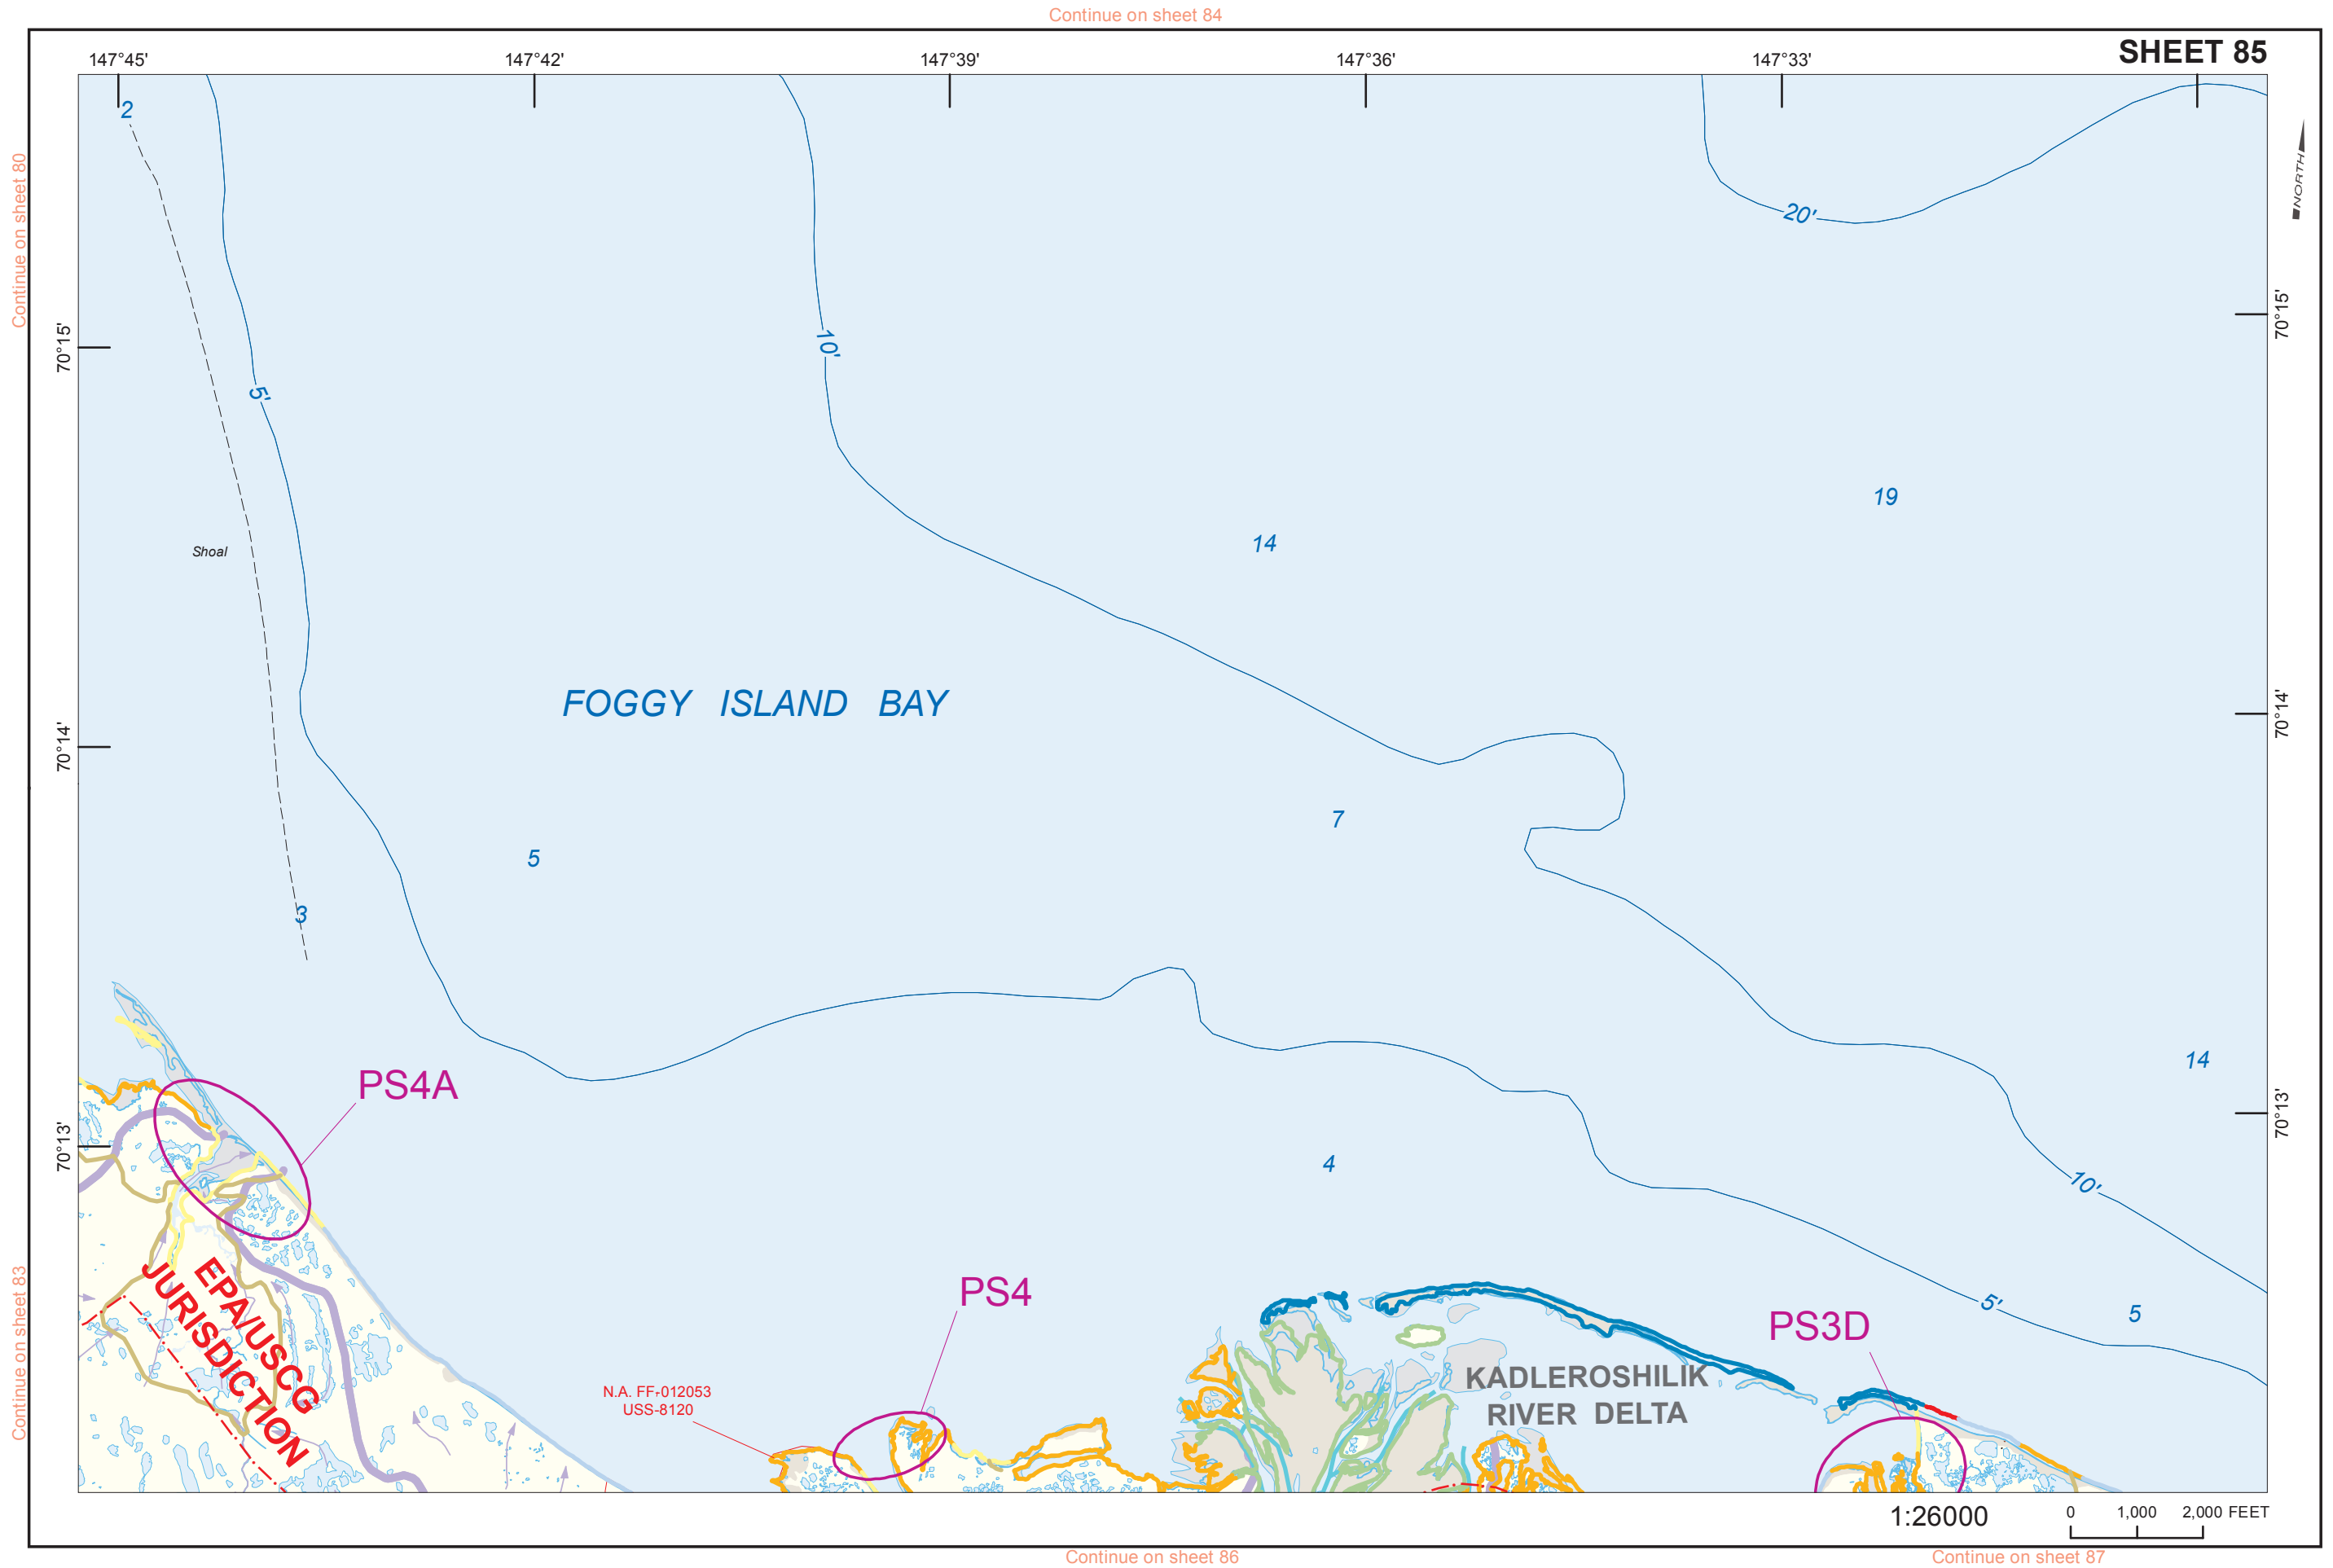 Continue on sheet 84
SHEET 85
147°45'
147°42'
147°39'
147°36'
147°33'
2
NORTH
Continue on sheet 80
20'
70°15'
70°15'
10'
5'
19
14
Shoal
FOGGY ISLAND BAY
70°14'
70°14'
7
5
3
14
PS4A
70°13'
70°13'
4
10'
EPA/USCG
JURISDICTION
PS4
5'
5
PS3D
Continue on sheet 83
KADLEROSHILIK
RIVER DELTA
N.A. FF-012053
USS-8120
1:26000
0 1,000 2,000 FEET
Continue on sheet 86
Continue on sheet 87